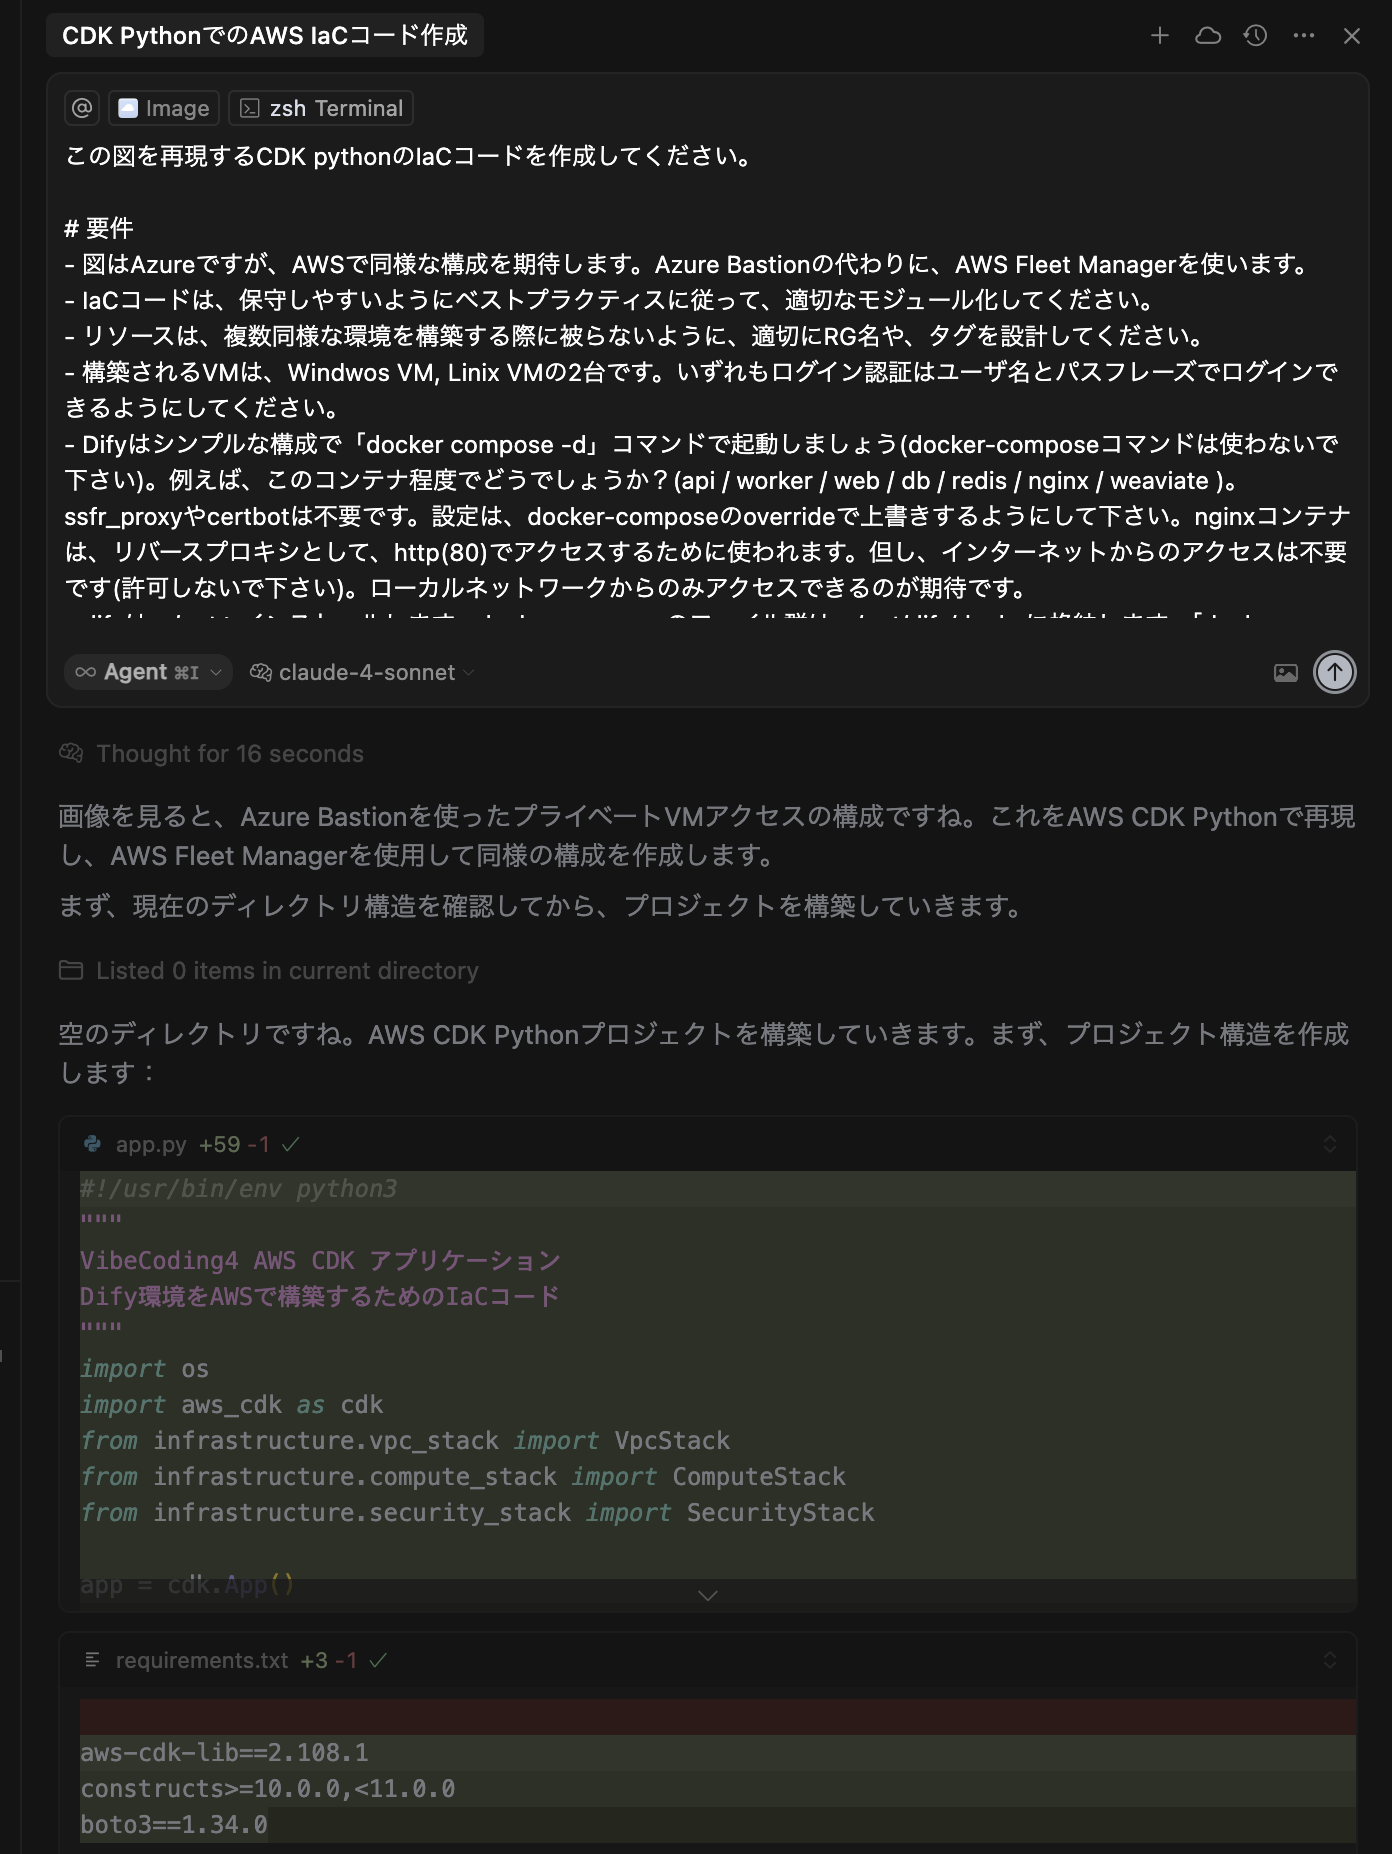 CDK PythonでのAWS IaCコード作成
@ Image zsh Terminal
この図を再現するCDK pythonのIaCコードを作成してください。
# 要件
- 図はAzureですが、AWSで同様な構成を期待します。Azure Bastionの代わりに、AWS Fleet Managerを使います。
- IaCコードは、保守しやすいようにベストプラクティスに従って、適切なモジュール化してください。
- リソースは、複数同様な環境を構築する際に被らないように、適切にRG名や、タグを設計してください。
- 構築されるVMは、Windwos VM, Linix VMの2台です。いずれもログイン認証はユーザ名とパスフレーズでログインで
きるようにしてください。
- Difyはシンプルな構成で「docker compose -d」コマンドで起動しましょう(docker-composeコマンドは使わないで
下さい)。例えば、このコンテナ程度でどうでしょうか？(api / worker / web / db / redis / nginx / weaviate )。
ssfr_proxyやcertbotは不要です。設定は、docker-composeのoverrideで上書きするようにして下さい。nginxコンテナ
は、リバースプロキシとして、http(80)でアクセスするために使われます。但し、インターネットからのアクセスは不要
です(許可しないで下さい)。ローカルネットワークからのみアクセスできるのが期待です。
Agent ⌘I claude-4-sonnet
Thought for 16 seconds
画像を見ると、Azure Bastionを使ったプライベートVMアクセスの構成ですね。これをAWS CDK Pythonで再現
し、AWS Fleet Managerを使用して同様の構成を作成します。
まず、現在のディレクトリ構造を確認してから、プロジェクトを構築していきます。
Listed 0 items in current directory
空のディレクトリですね。AWS CDK Pythonプロジェクトを構築していきます。まず、プロジェクト構造を作成
します：
app.py +59 -1
#!/usr/bin/env python3
"""
VibeCoding4 AWS CDK アプリケーション
Dify環境をAWSで構築するためのIaCコード
"""
import os
import aws_cdk as cdk
from infrastructure.vpc_stack import VpcStack
from infrastructure.compute_stack import ComputeStack
from infrastructure.security_stack import SecurityStack
app = cdk.App()
requirements.txt +3 -1
aws-cdk-lib==2.108.1
constructs>=10.0.0,<11.0.0
boto3==1.34.0